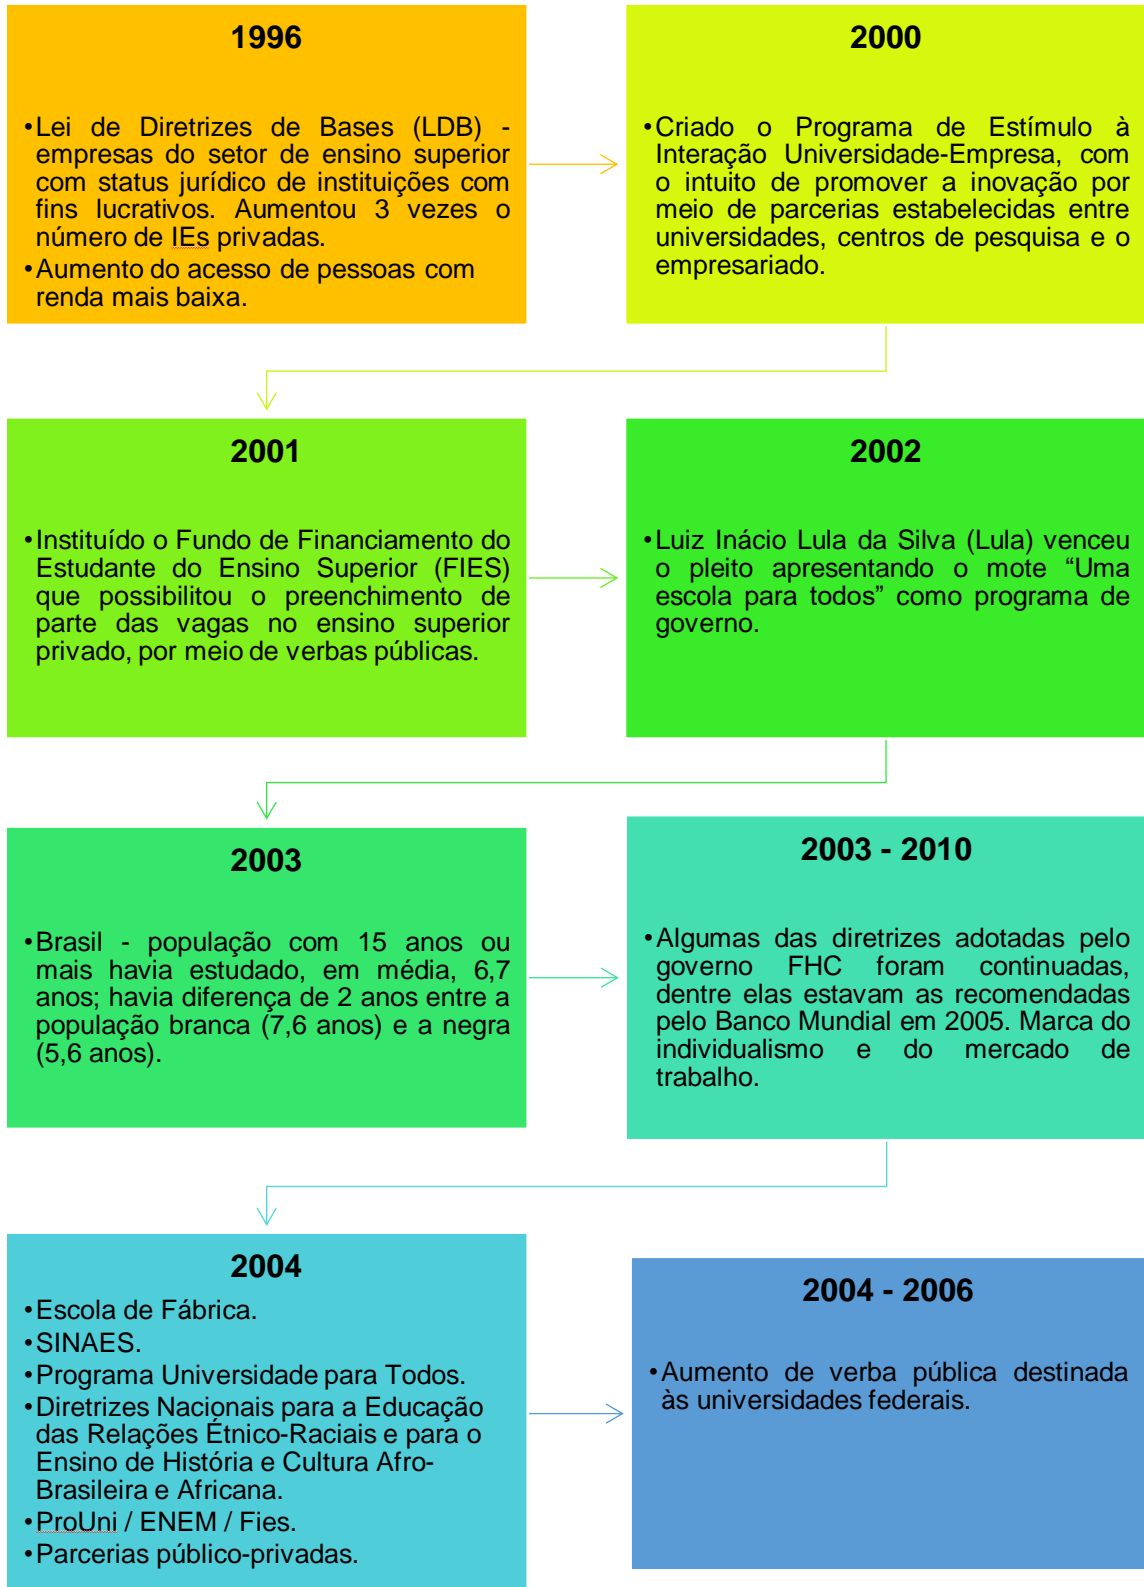 1996
•Lei de Diretrizes de Bases (LDB) -
empresas do setor de ensino superior
com status jurídico de instituições com
fins lucrativos. Aumentou 3 vezes o
número de IEs privadas.
•Aumento do acesso de pessoas com
renda mais baixa.
2000
•Criado o Programa de Estímulo à
Interação Universidade-Empresa, com
o intuito de promover a inovação por
meio de parcerias estabelecidas entre
universidades, centros de pesquisa e o
empresariado.
2001
•Instituído o Fundo de Financiamento do
Estudante do Ensino Superior (FIES)
que possibilitou o preenchimento de
parte das vagas no ensino superior
privado, por meio de verbas públicas.
2002
•Luiz Inácio Lula da Silva (Lula) venceu
o pleito apresentando o mote “Uma
escola para todos” como programa de
governo.
2003
•Brasil - população com 15 anos ou
mais havia estudado, em média, 6,7
anos; havia diferença de 2 anos entre a
população branca (7,6 anos) e a negra
(5,6 anos).
2003 - 2010
•Algumas das diretrizes adotadas pelo
governo FHC foram continuadas,
dentre elas estavam as recomendadas
pelo Banco Mundial em 2005. Marca do
individualismo e do mercado de
trabalho.
2004
•Escola de Fábrica.
•SINAES.
•Programa Universidade para Todos.
•Diretrizes Nacionais para a Educação
das Relações Étnico-Raciais e para o
Ensino de História e Cultura Afro-
Brasileira e Africana.
•ProUni / ENEM / Fies.
•Parcerias público-privadas.
2004 - 2006
•Aumento de verba pública destinada
às universidades federais.